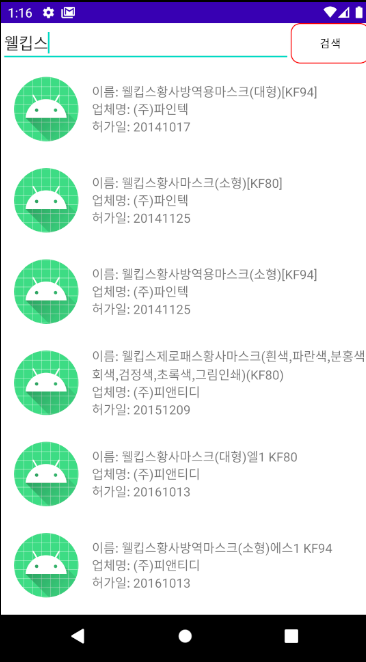 1:16
웰킵스
검색
이름: 웰킵스황사방역용마스크(대형)[KF94]
업체명: (주)파인텍
허가일: 20141017
이름: 웰킵스황사마스크(소형)[KF80]
업체명: (주)파인텍
허가일: 20141125
이름: 웰킵스황사방역용마스크(소형)[KF94]
업체명: (주)파인텍
허가일: 20141125
이름: 웰킵스제로패스황사마스크(흰색,파란색,분홍색
회색,검정색,초록색,그림인쇄)(KF80)
업체명: (주)피앤티디
허가일: 20151209
이름: 웰킵스황사마스크(대형)엘1 KF80
업체명: (주)피앤티디
허가일: 20161013
이름: 웰킵스황사방역마스크(소형)에스1 KF94
업체명: (주)피앤티디
허가일: 20161013